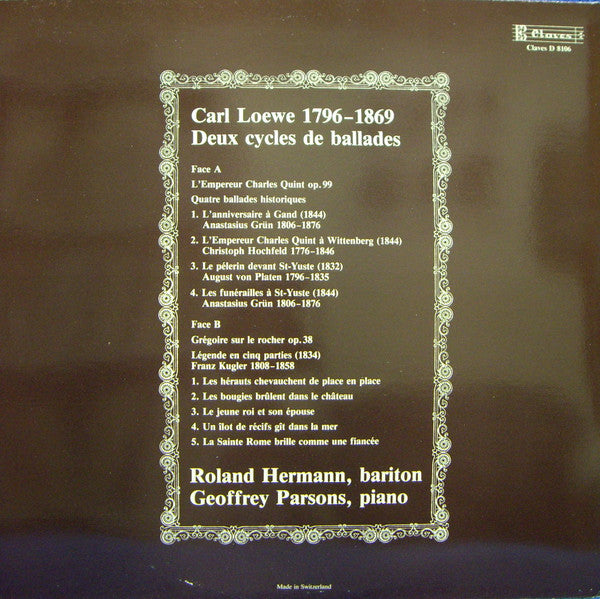 Claves
Claves D 8106
Carl Loewe 1796–1869
Deux cycles de ballades
Face A
L'Empereur Charles Quint op. 99
Quatre ballades historiques
1. L'anniversaire à Gand (1844)
Anastasius Grün 1806–1876
2. L'Empereur Charles Quint à Wittenberg (1844)
Christoph Hochfeld 1776–1846
3. Le pélerin devant St-Yuste (1832)
August von Platen 1796–1835
4. Les funérailles à St-Yuste (1844)
Anastasius Grün 1806–1876
Face B
Grégoire sur le rocher op. 38
Légende en cinq parties (1834)
Franz Kugler 1808–1858
1. Les hérauts chevauchent de place en place
2. Les bougies brûlent dans le château
3. Le jeune roi et son épouse
4. Un îlot de récifs gît dans la mer
5. La Sainte Rome brille comme une fiancée
Roland Hermann, bariton
Geoffrey Parsons, piano
Made in Switzerland